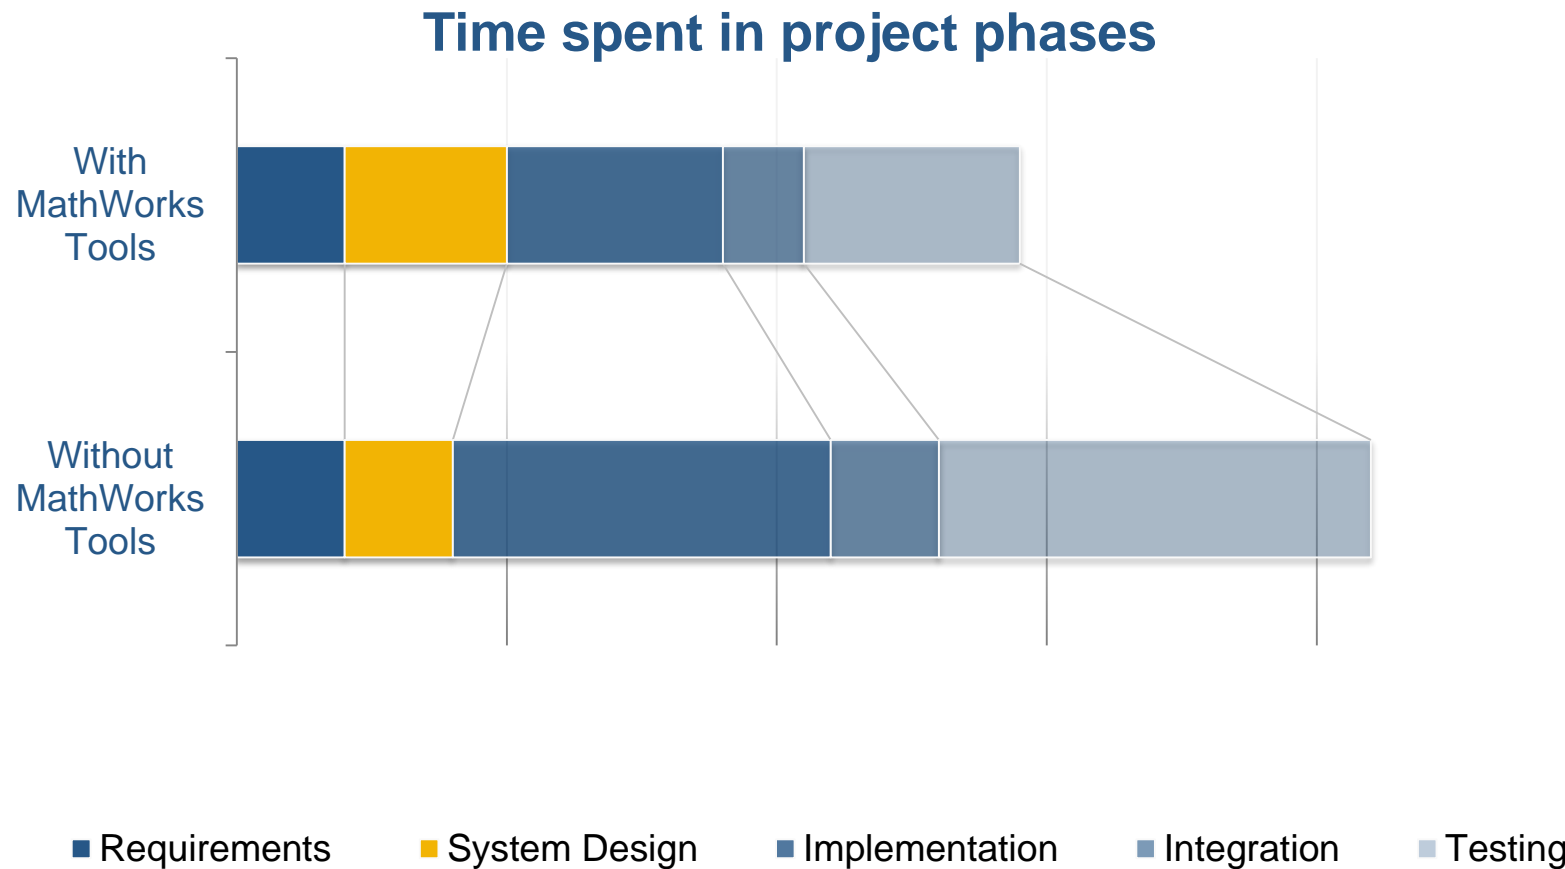 Time spent in project phases
With
MathWorks
Tools
Without
MathWorks
Tools
Requirements
System Design
Implementation
Integration
Testing